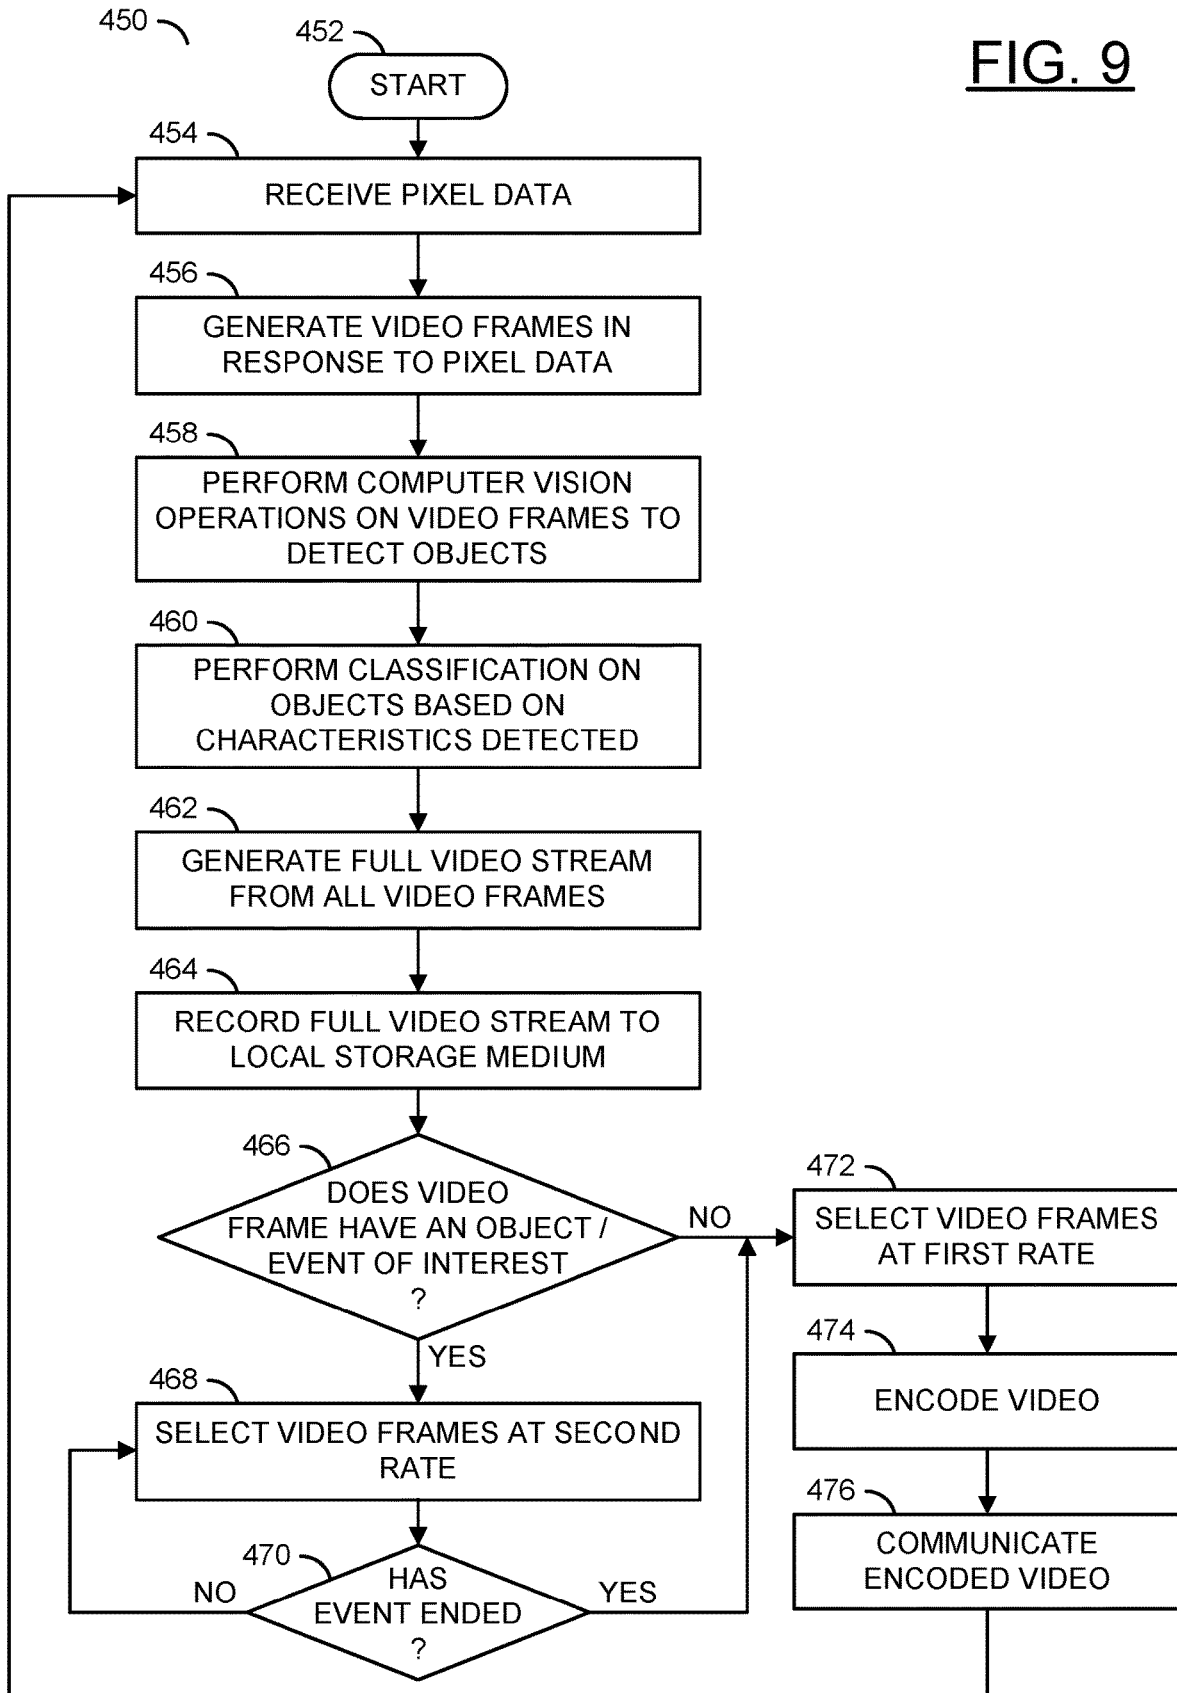 450
452
START
FIG. 9
454
RECEIVE PIXEL DATA
456
GENERATE VIDEO FRAMES IN
RESPONSE TO PIXEL DATA
458
PERFORM COMPUTER VISION
OPERATIONS ON VIDEO FRAMES TO
DETECT OBJECTS
460
PERFORM CLASSIFICATION ON
OBJECTS BASED ON
CHARACTERISTICS DETECTED
462
GENERATE FULL VIDEO STREAM
FROM ALL VIDEO FRAMES
464
RECORD FULL VIDEO STREAM TO
LOCAL STORAGE MEDIUM
466
DOES VIDEO
FRAME HAVE AN OBJECT /
EVENT OF INTEREST
?
NO
YES
468
SELECT VIDEO FRAMES AT SECOND
RATE
470
HAS
EVENT ENDED
?
NO
YES
472
SELECT VIDEO FRAMES
AT FIRST RATE
474
ENCODE VIDEO
476
COMMUNICATE
ENCODED VIDEO